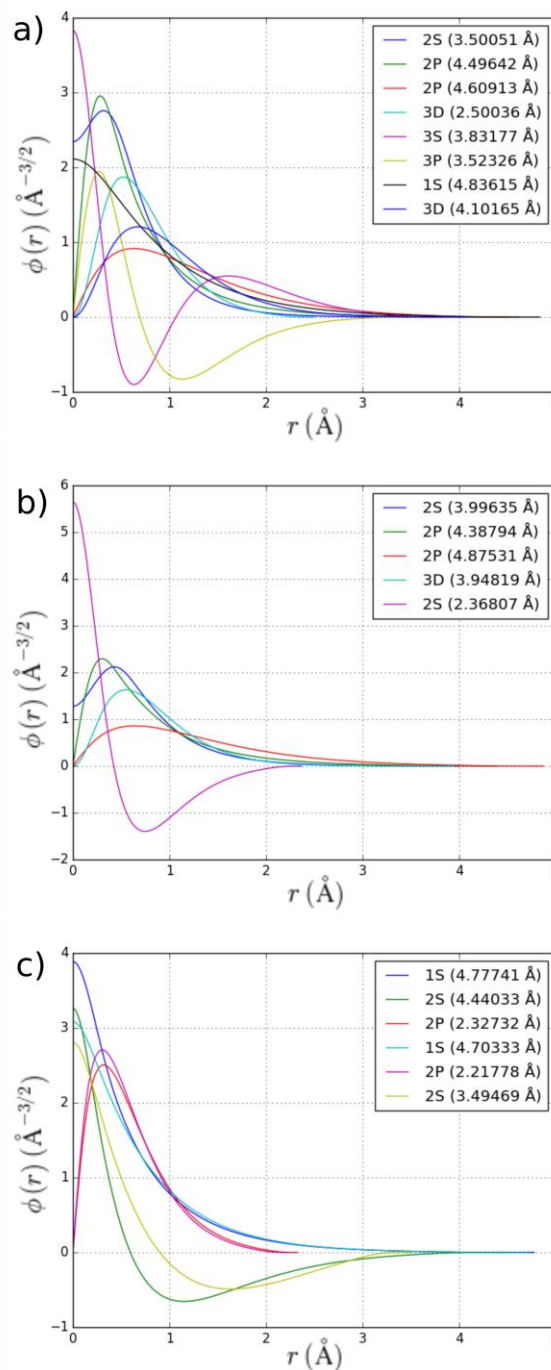 a)
4
3
2
1
0
−1
ϕ(r) (Å^{−3/2})
2S (3.50051 Å)
2P (4.49642 Å)
2P (4.60913 Å)
3D (2.50036 Å)
3S (3.83177 Å)
3P (3.52326 Å)
1S (4.83615 Å)
3D (4.10165 Å)
0 1 2 3 4
r (Å)
b)
6
5
4
3
2
1
0
−1
−2
ϕ(r) (Å^{−3/2})
2S (3.99635 Å)
2P (4.38794 Å)
2P (4.87531 Å)
3D (3.94819 Å)
2S (2.36807 Å)
0 1 2 3 4
r (Å)
c)
4
3
2
1
0
−1
ϕ(r) (Å^{−3/2})
1S (4.77741 Å)
2S (4.44033 Å)
2P (2.32732 Å)
1S (4.70333 Å)
2P (2.21778 Å)
2S (3.49469 Å)
0 1 2 3 4
r (Å)